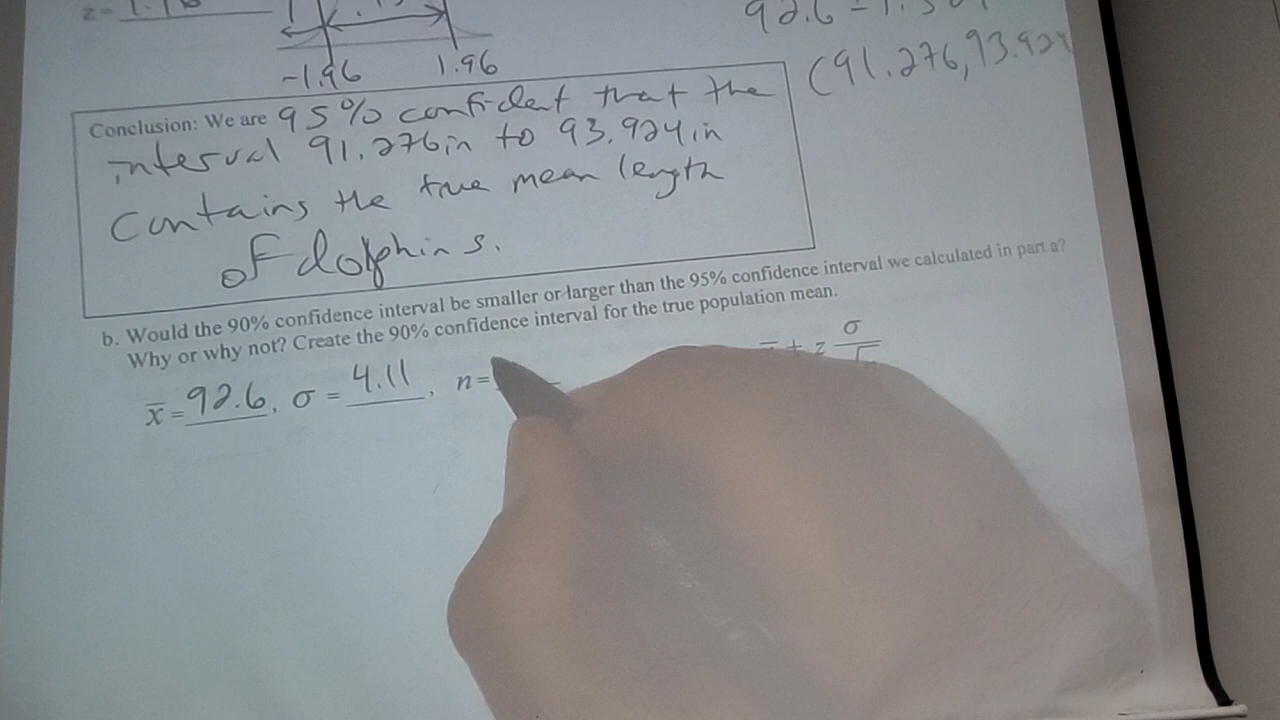 z =
-1.96 1.96
92.6 - 1.
(91.276, 93.924
Conclusion: We are 95% confident that the
interval 91.276in to 93.924in
Contains the true mean length
of dolphins.
b. Would the 90% confidence interval be smaller or larger than the 95% confidence interval we calculated in part a?
Why or why not? Create the 90% confidence interval for the true population mean.
x̄ = 92.6, σ = 4.11, n=
+ z σ